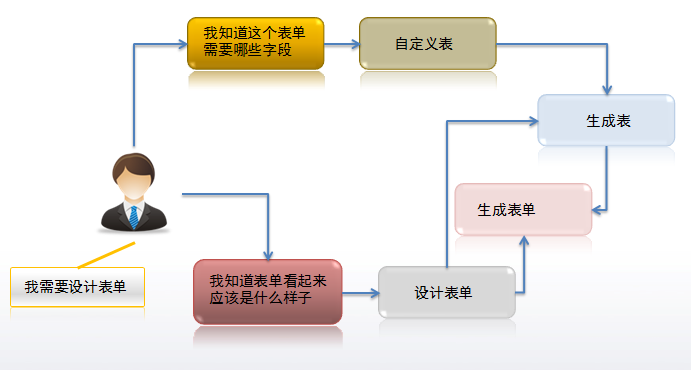 我知道这个表单
需要哪些字段
自定义表
生成表
生成表单
我知道表单看起来
应该是什么样子
设计表单
我需要设计表单